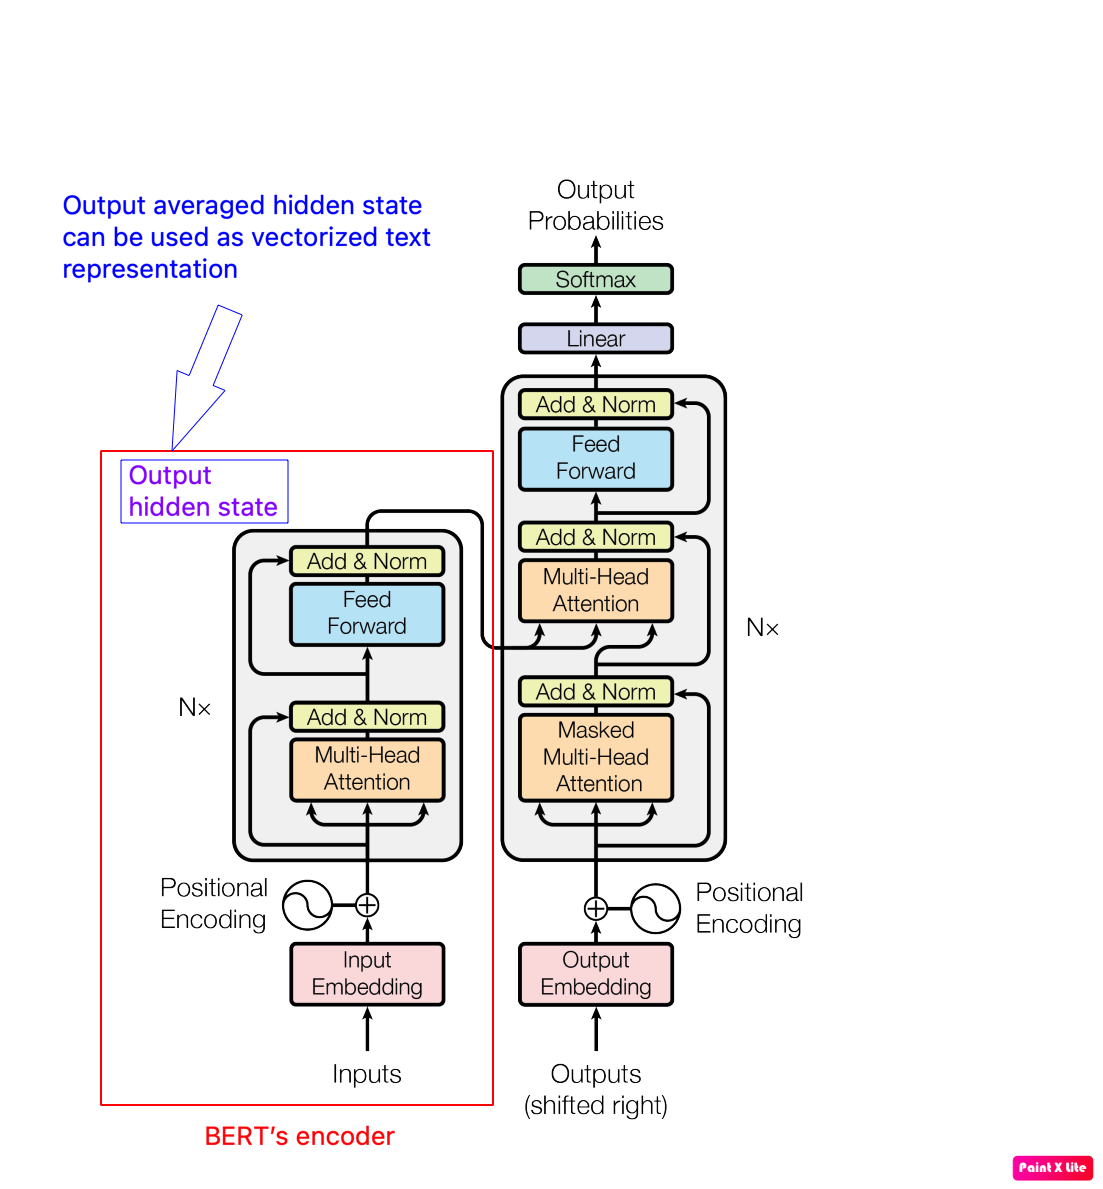 Output averaged hidden state
can be used as vectorized text
representation
Output
hidden state
Output
Probabilities
Softmax
Linear
Add & Norm
Feed
Forward
Add & Norm
Multi-Head
Attention
Nx
Add & Norm
Masked
Multi-Head
Attention
Positional
Encoding
Output
Embedding
Outputs
(shifted right)
Add & Norm
Feed
Forward
Nx
Add & Norm
Multi-Head
Attention
Positional
Encoding
Input
Embedding
Inputs
BERT’s encoder
Paint X Lite